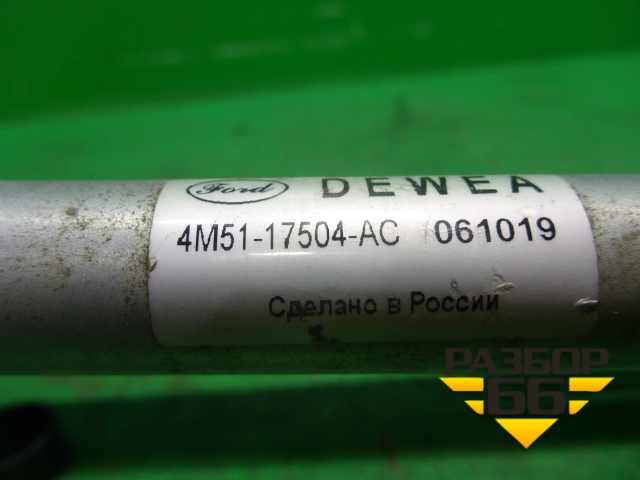 Ford DEWEA
4M51-17504-AC 061019
Сделано в России
РАЗБОР
66